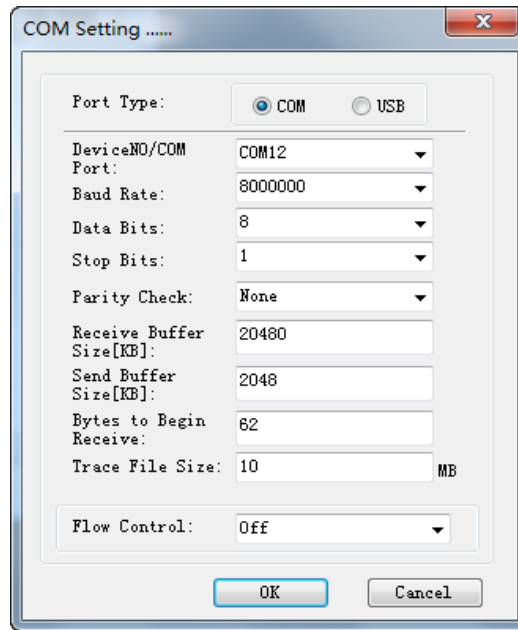 COM Setting ......
Port Type:
COM
USB
DeviceNO/COM
Port:
COM12
Baud Rate:
8000000
Data Bits:
8
Stop Bits:
1
Parity Check:
None
Receive Buffer
Size[KB]:
20480
Send Buffer
Size[KB]:
2048
Bytes to Begin
Receive:
62
Trace File Size:
10
MB
Flow Control:
Off
OK
Cancel